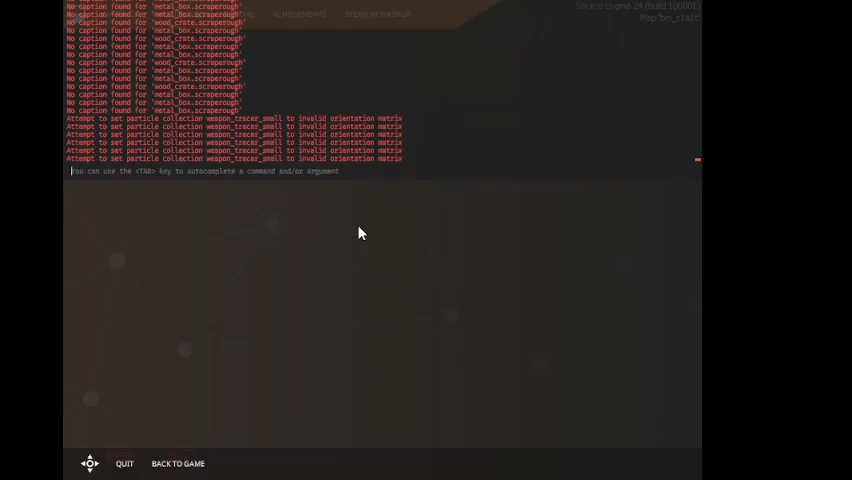 No caption found for 'metal_box.scraperough'
No caption found for 'metal_box.scraperough'
ACHIEVEMENTS STEAM WORKSHOP
No caption found for 'wood_crate.scraperough'
No caption found for 'metal_box.scraperough'
No caption found for 'wood_crate.scraperough'
No caption found for 'metal_box.scraperough'
No caption found for 'metal_box.scraperough'
No caption found for 'wood_crate.scraperough'
No caption found for 'metal_box.scraperough'
No caption found for 'metal_box.scraperough'
No caption found for 'wood_crate.scraperough'
No caption found for 'metal_box.scraperough'
No caption found for 'metal_box.scraperough'
No caption found for 'metal_box.scraperough'
Attempt to set particle collection weapon_tracer_small to invalid orientation matrix
Attempt to set particle collection weapon_tracer_small to invalid orientation matrix
Attempt to set particle collection weapon_tracer_small to invalid orientation matrix
Attempt to set particle collection weapon_tracer_small to invalid orientation matrix
Attempt to set particle collection weapon_tracer_small to invalid orientation matrix
Attempt to set particle collection weapon_tracer_small to invalid orientation matrix
You can use the <TAB> key to autocomplete a command and/or argument
Source Engine 24 (build 100001)
Map 'bm_c1a1c'
QUIT BACK TO GAME